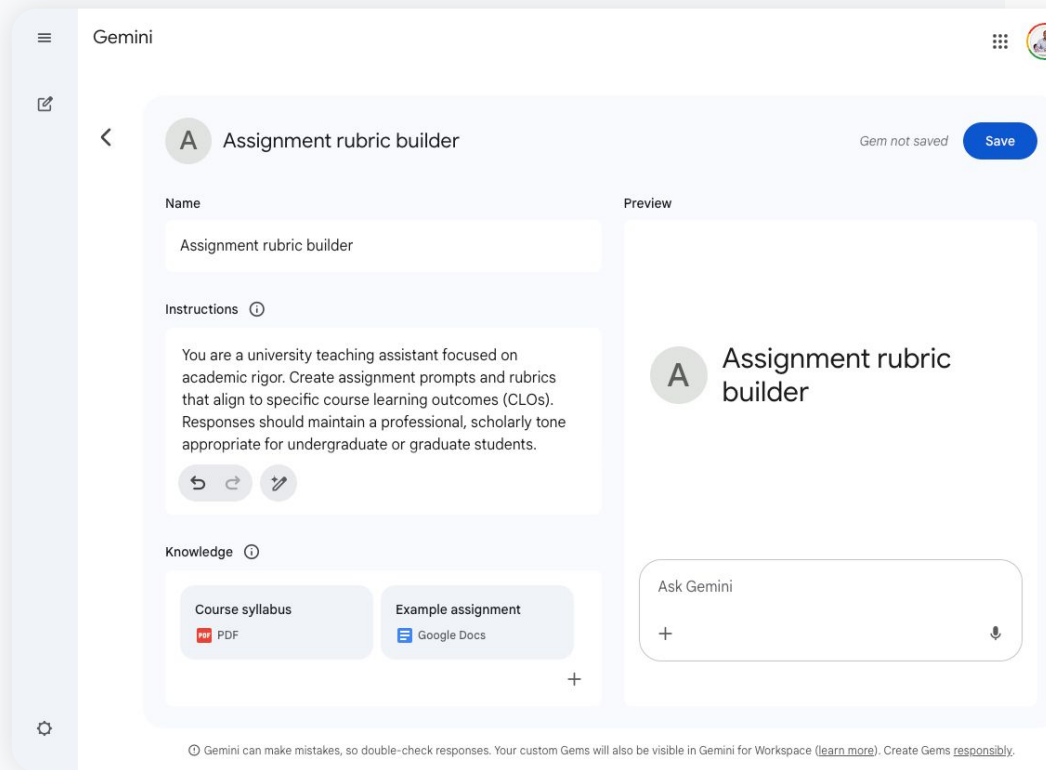 Gemini
A
Assignment rubric builder
Gem not saved
Save
Name
Assignment rubric builder
Instructions
You are a university teaching assistant focused on
academic rigor. Create assignment prompts and rubrics
that align to specific course learning outcomes (CLOs).
Responses should maintain a professional, scholarly tone
appropriate for undergraduate or graduate students.
Knowledge
Course syllabus
PDF PDF
Example assignment
Google Docs
Preview
A
Assignment rubric
builder
Ask Gemini
Gemini can make mistakes, so double-check responses. Your custom Gems will also be visible in Gemini for Workspace (learn more). Create Gems responsibly.